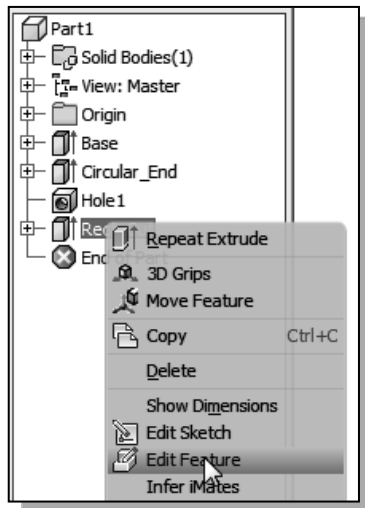 Part1
Solid Bodies(1)
View: Master
Origin
Base
Circular_End
Hole1
End of Part
Repeat Extrude
3D Grips
Move Feature
Copy Ctrl+C
Delete
Show Dimensions
Edit Sketch
Edit Feature
Infer iMates